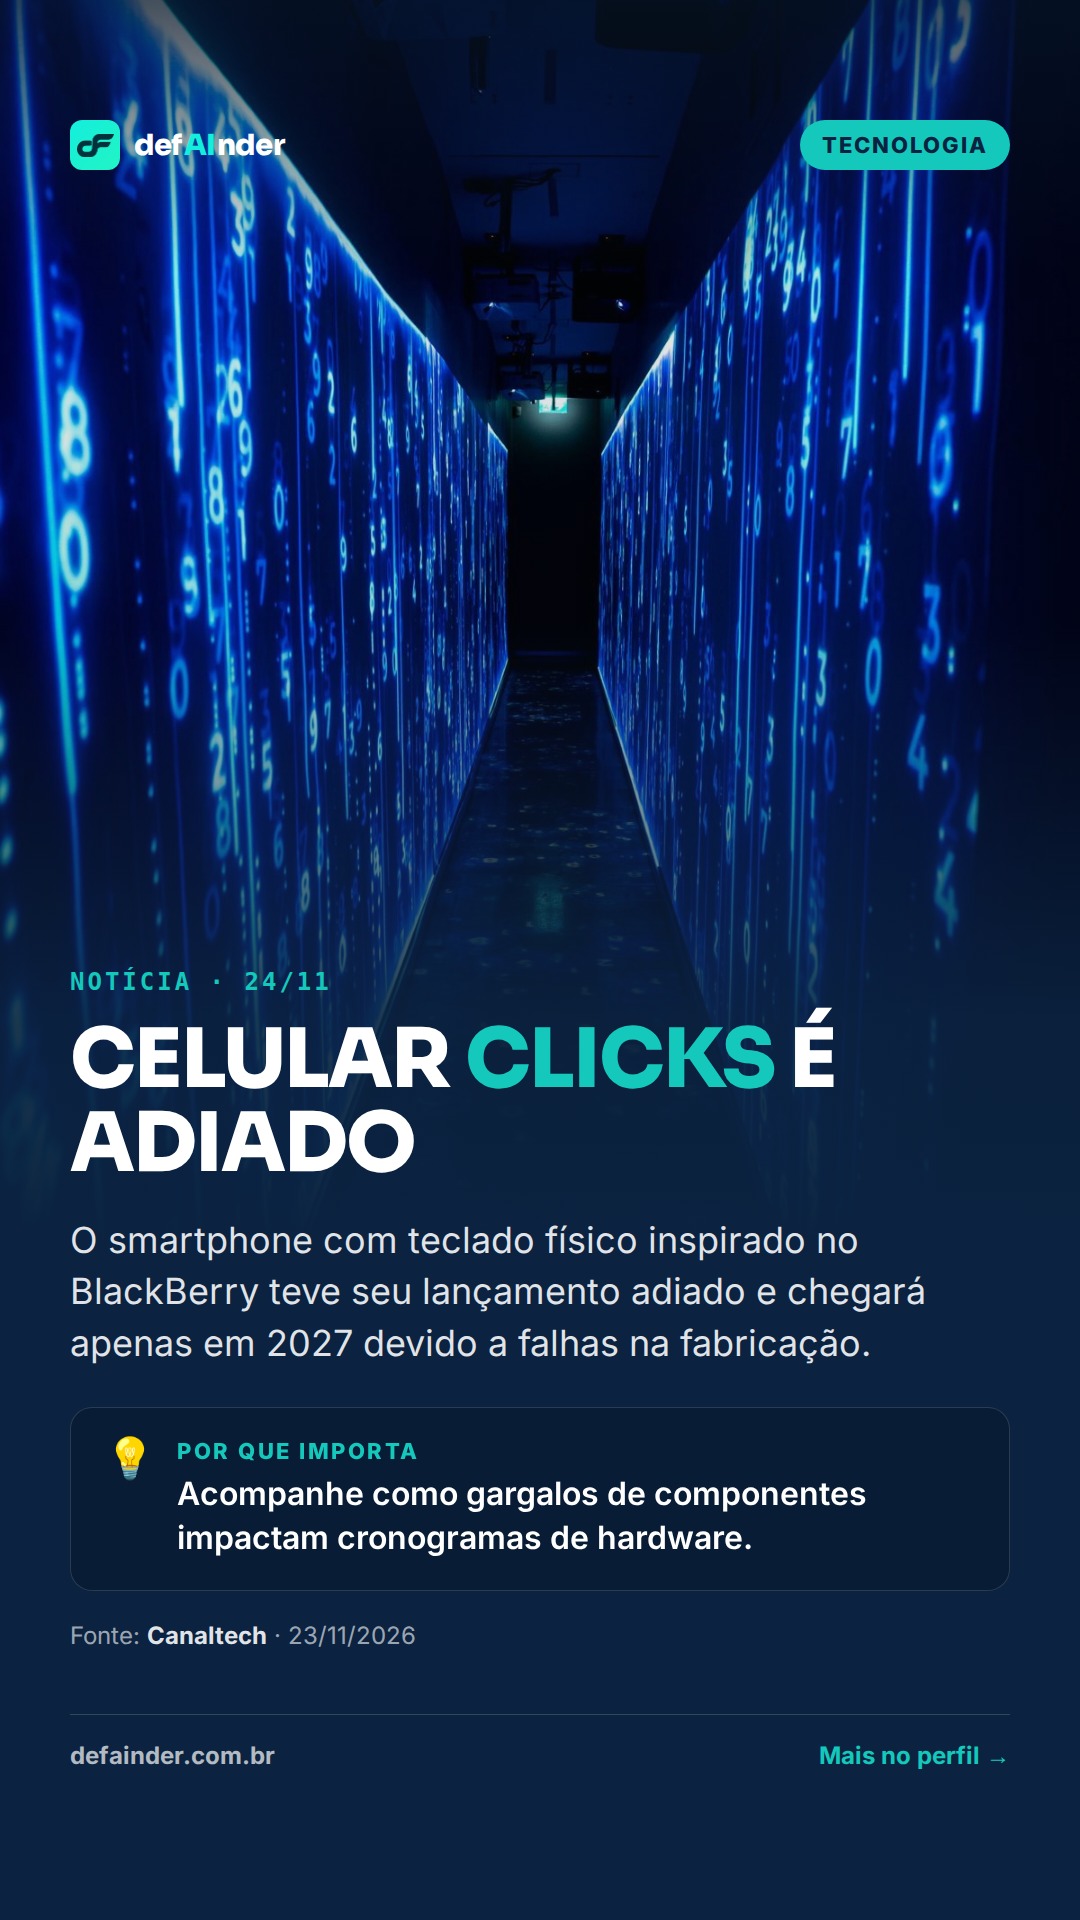 defAInder
TECNOLOGIA
NOTÍCIA · 24/11
CELULAR CLICKS É
ADIADO
O smartphone com teclado físico inspirado no
BlackBerry teve seu lançamento adiado e chegará
apenas em 2027 devido a falhas na fabricação.
POR QUE IMPORTA
Acompanhe como gargalos de componentes
impactam cronogramas de hardware.
Fonte: Canaltech · 23/11/2026
defainder.com.br
Mais no perfil →